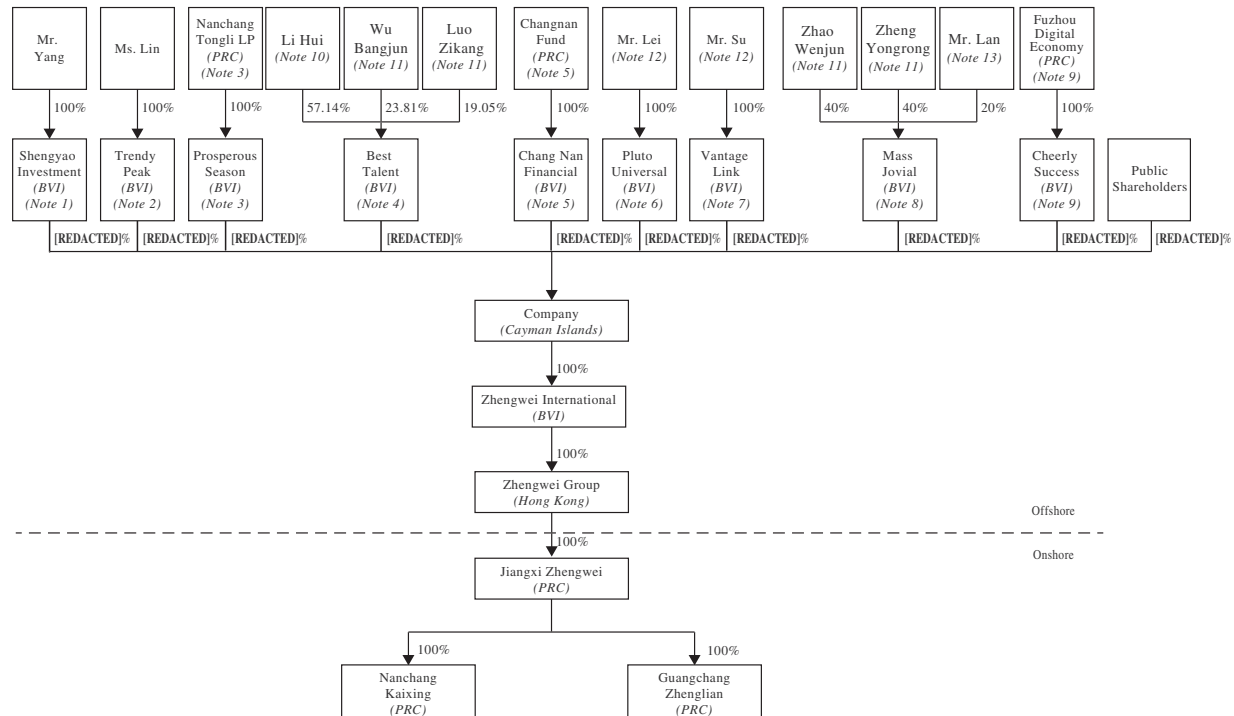 Mr.
Yang
Ms. Lin
Nanchang
Tongli LP
(PRC)
(Note 3)
Li Hui
(Note 10)
Wu
Bangjun
(Note 11)
Luo
Zikang
(Note 11)
Changnan
Fund
(PRC)
(Note 5)
Mr. Lei
(Note 12)
Mr. Su
(Note 12)
Zhao
Wenjun
(Note 11)
Zheng
Yongrong
(Note 11)
Mr. Lan
(Note 13)
Fuzhou
Digital
Economy
(PRC)
(Note 9)
100%
100%
100%
57.14%
23.81%
19.05%
100%
100%
100%
40%
40%
20%
100%
Shengyao
Investment
(BVI)
(Note 1)
Trendy
Peak
(BVI)
(Note 2)
Prosperous
Season
(BVI)
(Note 3)
Best
Talent
(BVI)
(Note 4)
Chang Nan
Financial
(BVI)
(Note 5)
Pluto
Universal
(BVI)
(Note 6)
Vantage
Link
(BVI)
(Note 7)
Mass
Jovial
(BVI)
(Note 8)
Cheerly
Success
(BVI)
(Note 9)
Public
Shareholders
[REDACTED]%
[REDACTED]%
[REDACTED]%
[REDACTED]%
[REDACTED]%
[REDACTED]%
[REDACTED]%
[REDACTED]%
[REDACTED]%
[REDACTED]%
Company
(Cayman Islands)
100%
Zhengwei International
(BVI)
100%
Zhengwei Group
(Hong Kong)
Offshore
100%
Onshore
Jiangxi Zhengwei
(PRC)
100%
100%
Nanchang
Kaixing
(PRC)
Guangchang
Zhenglian
(PRC)